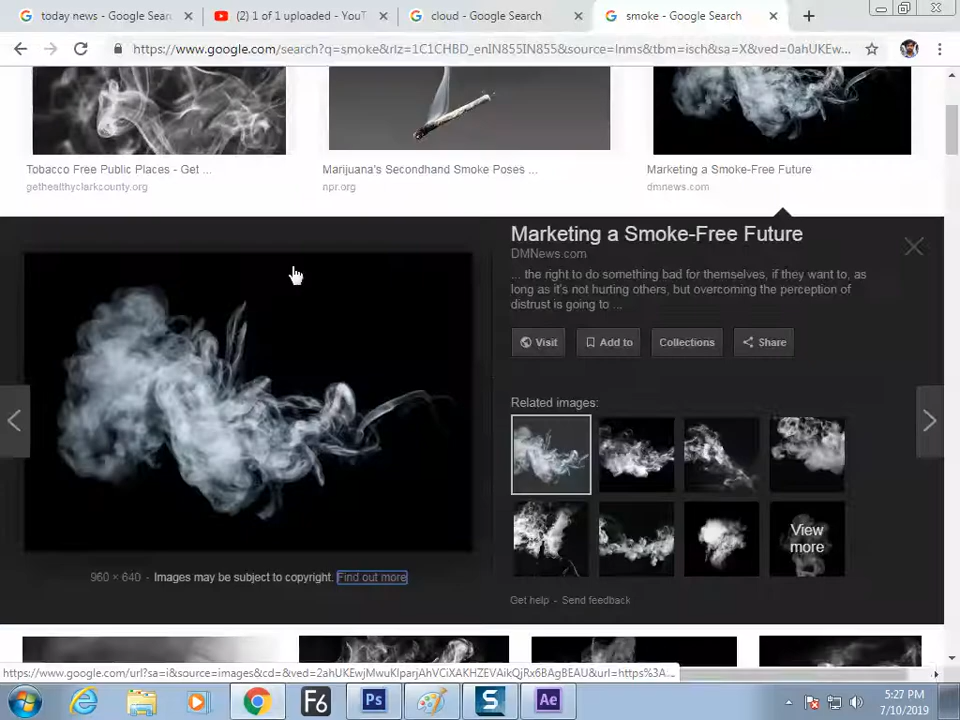 today news - Google Sear
(2) 1 of 1 uploaded - YouT
cloud - Google Search
smoke - Google Search
https://www.google.com/search?q=smoke&rlz=1C1CHBD_enIN855IN855&source=lnms&tbm=isch&sa=X&ved=0ahUKEw...
Tobacco Free Public Places - Get ...
gethealthyclarkcounty.org
Marijuana's Secondhand Smoke Poses ...
npr.org
Marketing a Smoke-Free Future
dmnews.com
Marketing a Smoke-Free Future
DMNews.com
... the right to do something bad for themselves, if they want to, as
long as it's not hurting others, but overcoming the perception of
distrust is going to ...
Visit
Add to
Collections
Share
Related images:
View
more
960 × 640 - Images may be subject to copyright. Find out more
Get help - Send feedback
https://www.google.com/url?sa=i&source=images&cd=&ved=2ahUKEwjMwuKlparjAhVCiXAKHZEVAikQjRx6BAgBEAU&url=https%3A...
F6
Ps
S
Ae
5:27 PM
7/10/2019